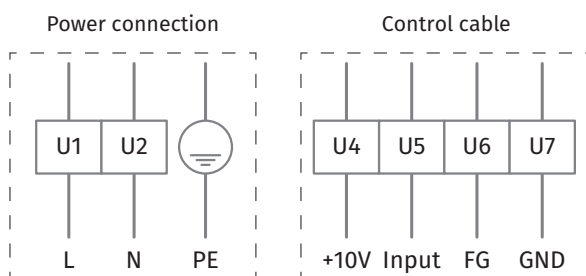 Power connection
Control cable
U1 U2
U4 U5 U6 U7
L N PE
+10V Input FG GND